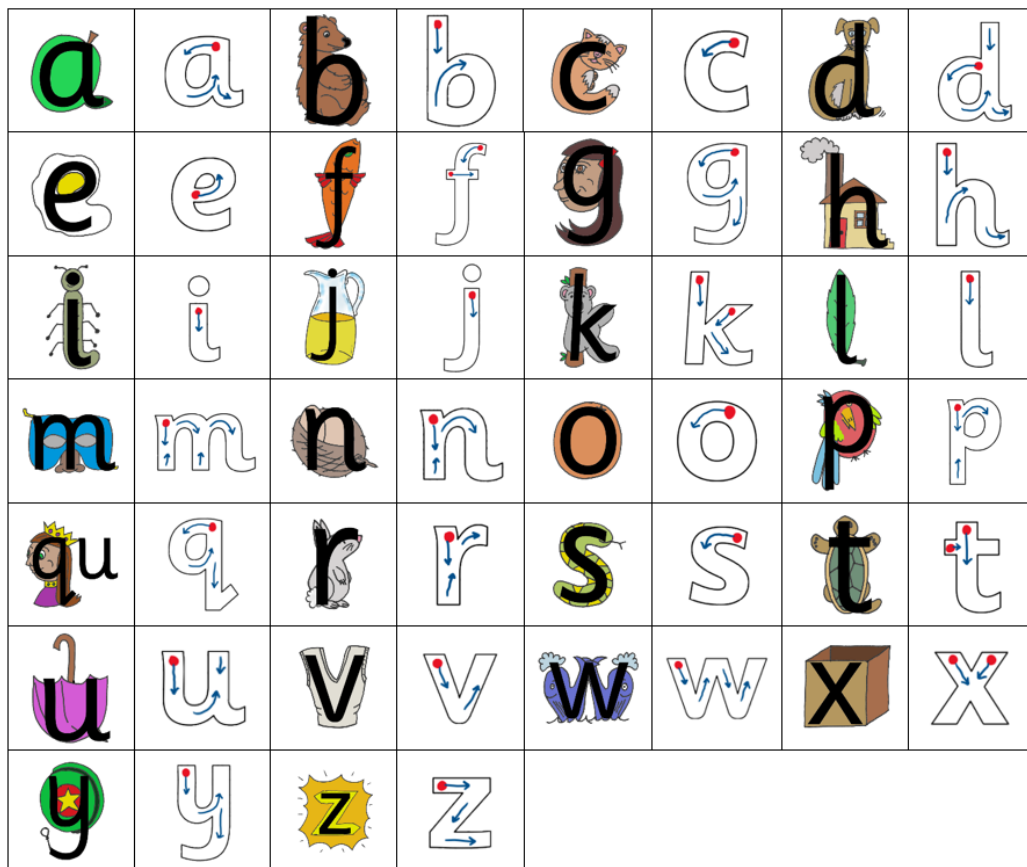 a a b b c c d d
e e f f g g h h
i i j j k k l l
m m n n o o p p
qu q r r s s t t
u u v v w w x x
y y z z